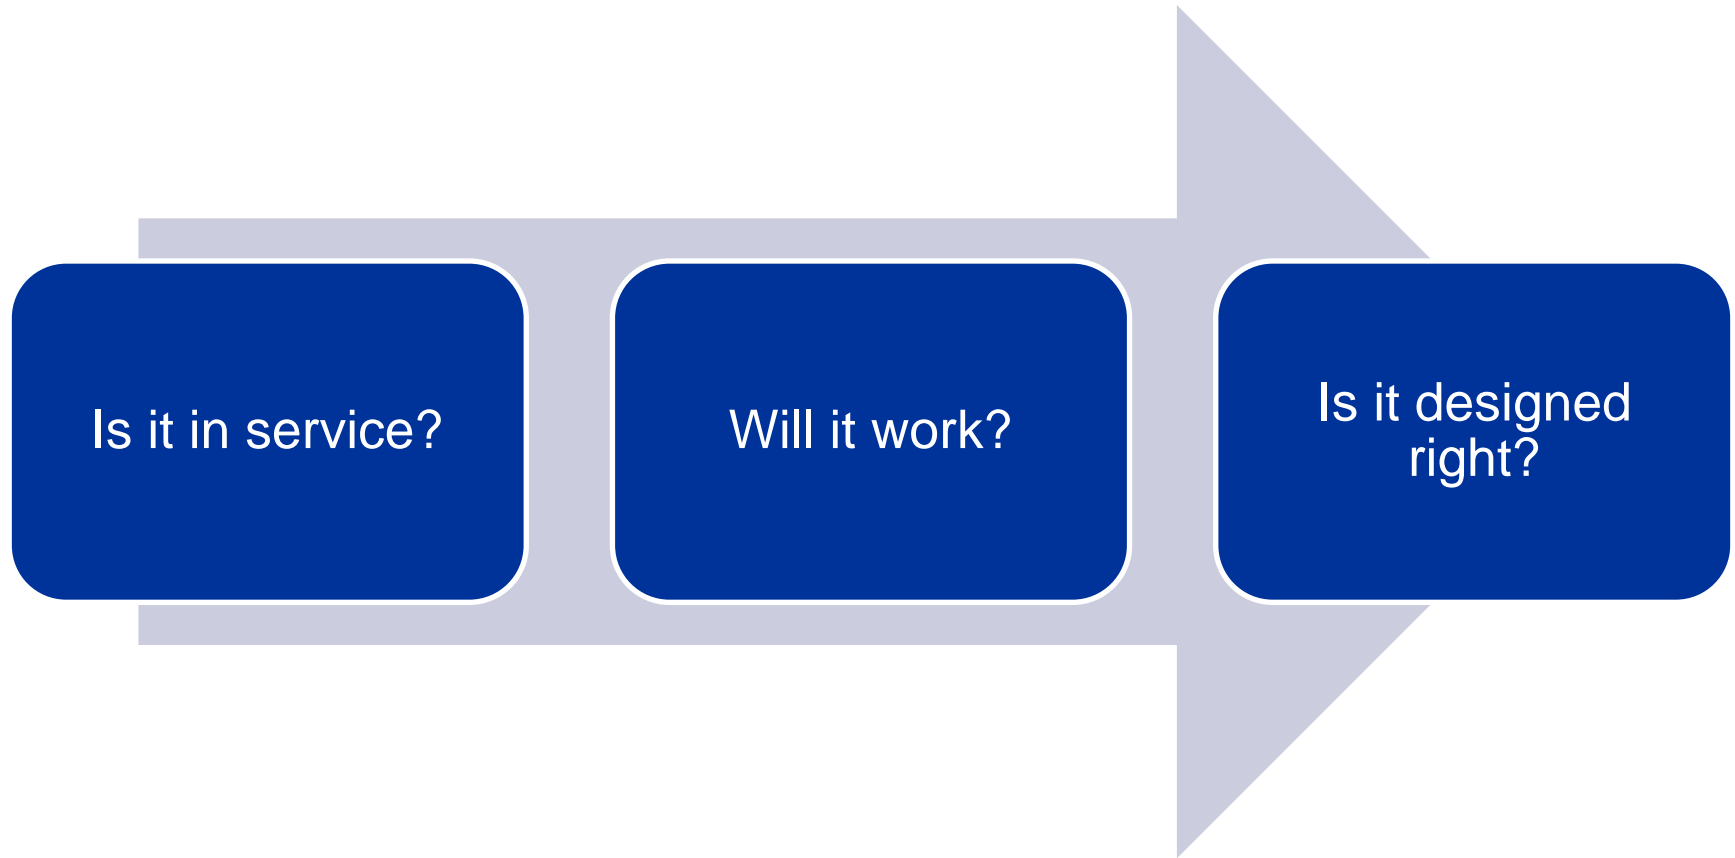 Is it in service?
Will it work?
Is it designed
right?